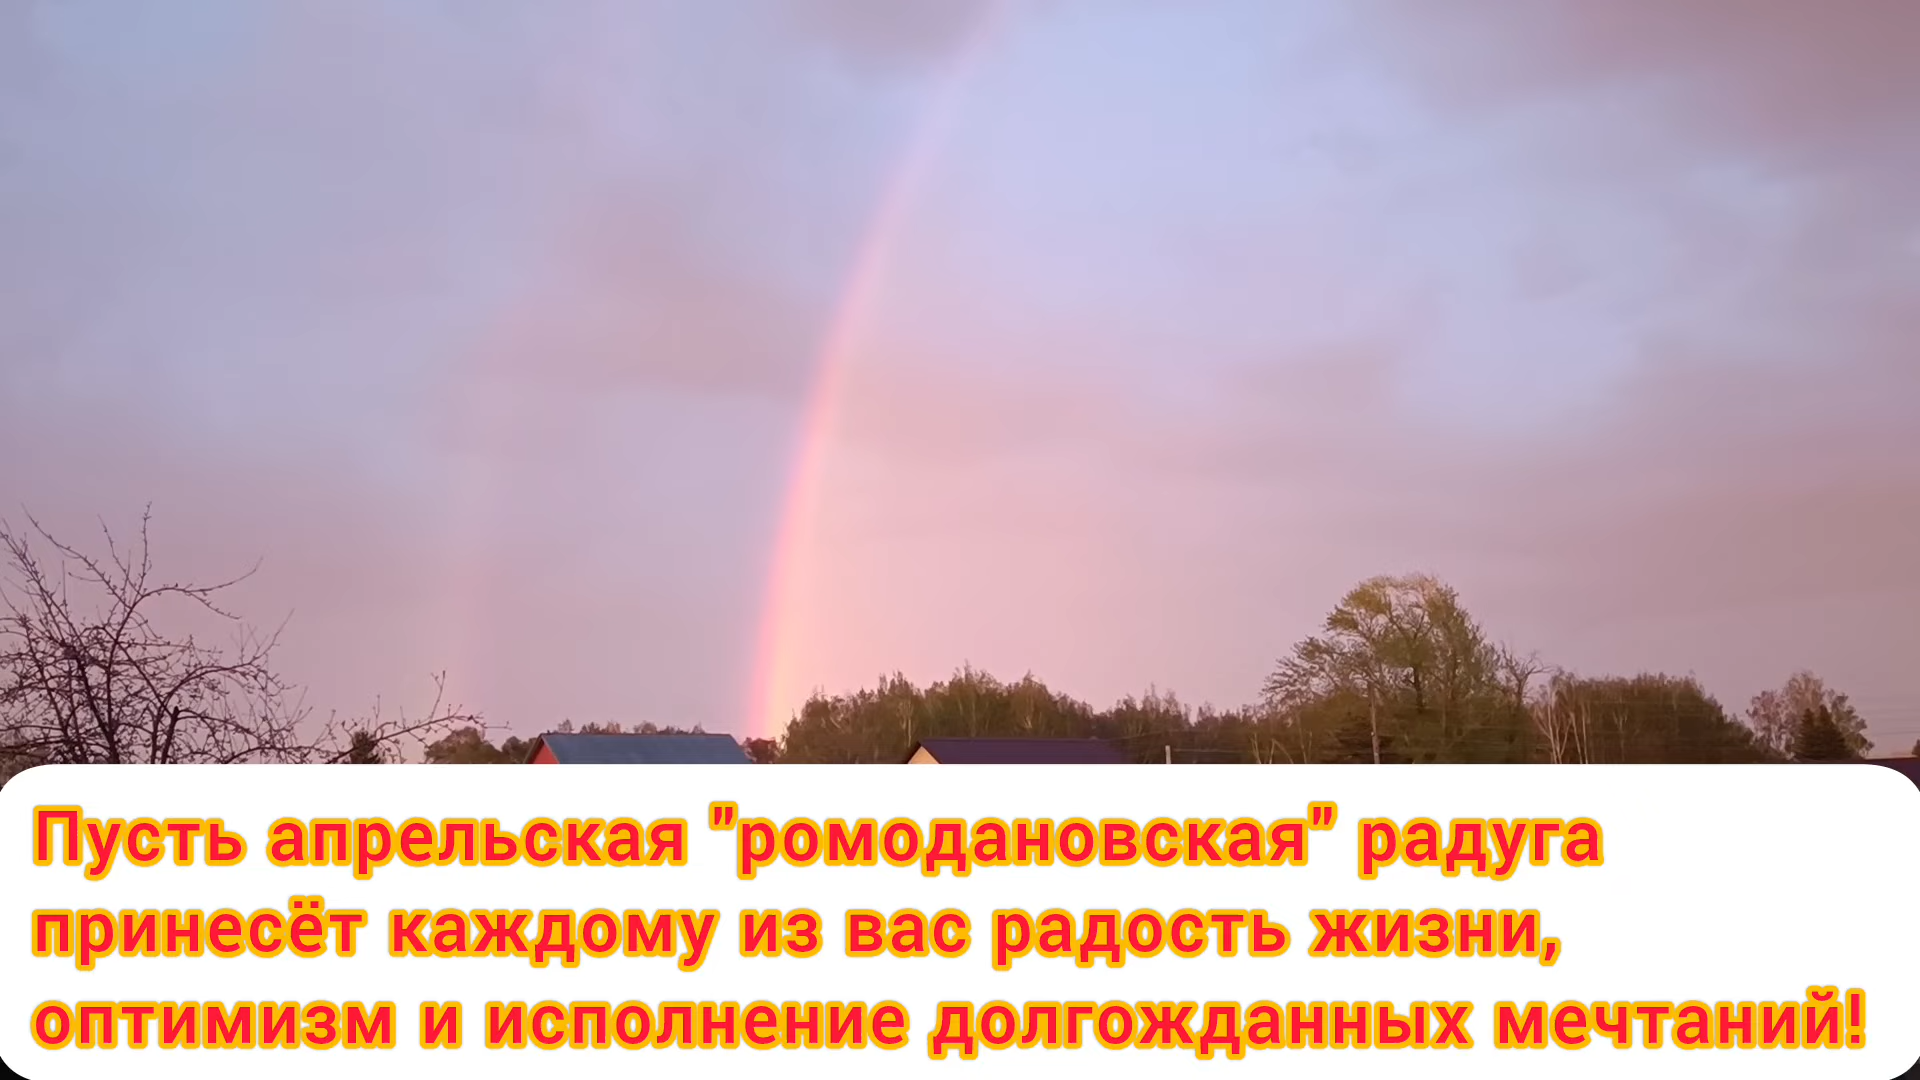 Пусть апрельская "ромодановская" радуга
принесёт каждому из вас радость жизни,
оптимизм и исполнение долгожданных мечтаний!